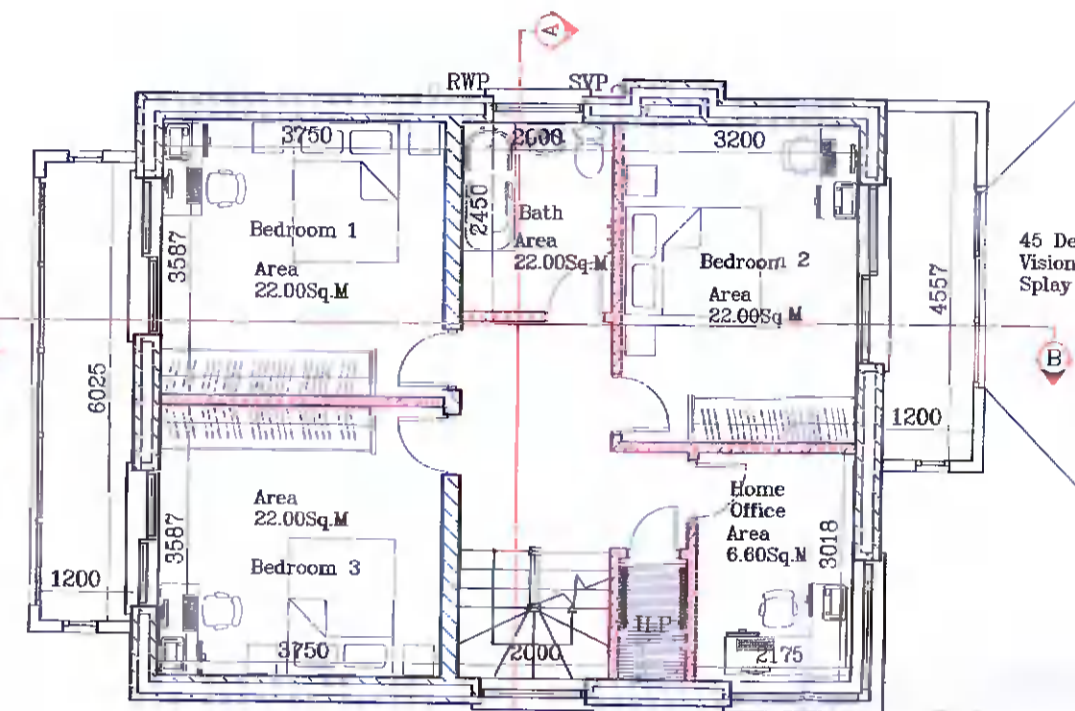 A
RWP
SVP
3750
2000
3200
2450
Bedroom 1
Area
22.00Sq.M
3587
Bath
Area
22.00Sq.M
Bedroom 2
Area
22.00Sq.M
45 De
Vision
Splay
4557
B
6025
1200
Area
22.00Sq.M
Bedroom 3
3587
1200
Home
Office
Area
6.60Sq.M
3018
3750
2000
2175